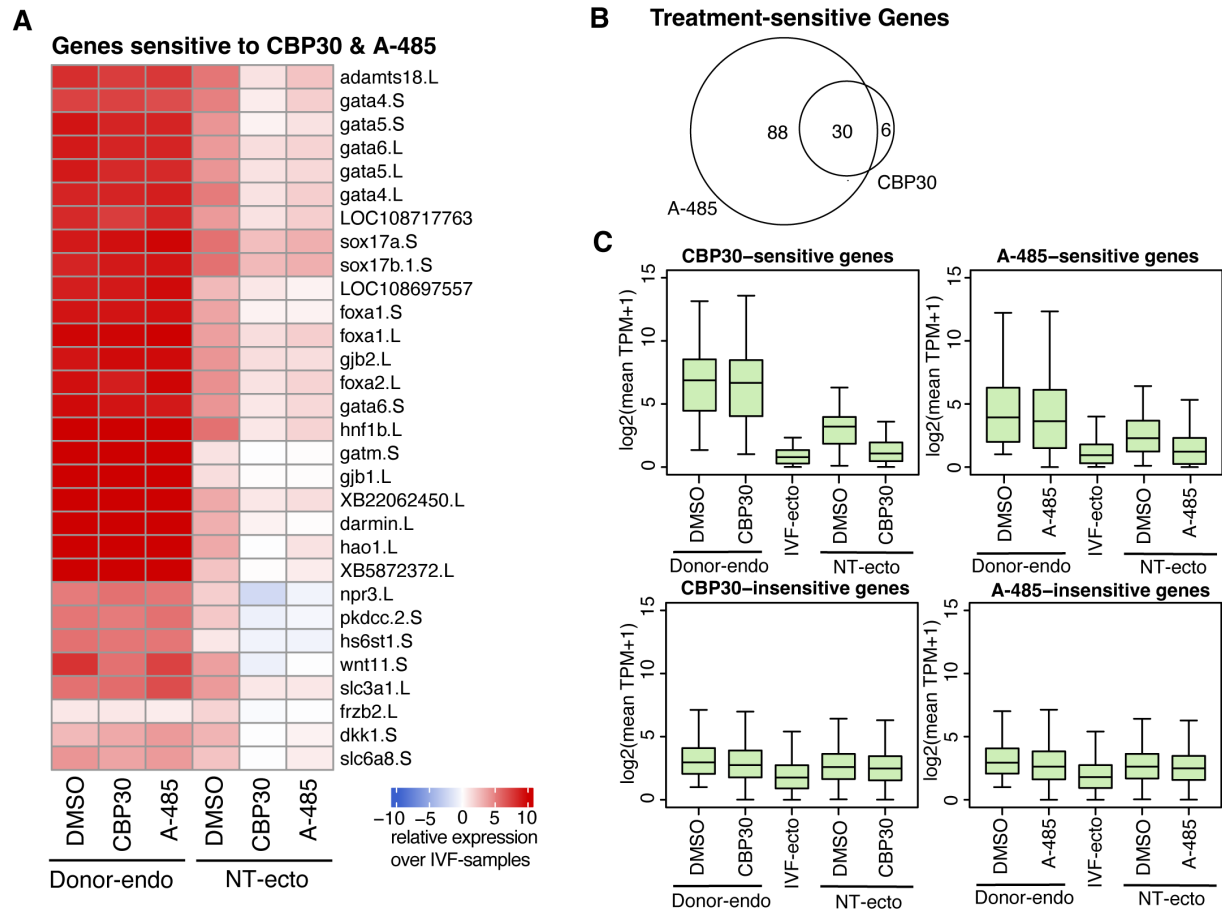 A
Genes sensitive to CBP30 & A-485
adamts18.L
gata4.S
gata5.S
gata6.L
gata5.L
gata4.L
LOC108717763
sox17a.S
sox17b.1.S
LOC108697557
foxa1.S
foxa1.L
gjb2.L
foxa2.L
gata6.S
hnf1b.L
gatm.S
gjb1.L
XB22062450.L
darmin.L
hao1.L
XB5872372.L
npr3.L
pkdcc.2.S
hs6st1.S
wnt11.S
slc3a1.L
frzb2.L
dkk1.S
slc6a8.S
DMSO
CBP30
A-485
DMSO
CBP30
A-485
Donor-endo
NT-ecto
−10 −5 0 5 10
relative expression
over IVF-samples
B
Treatment-sensitive Genes
88
30
6
CBP30
A-485
C
CBP30−sensitive genes
log2(mean TPM+1)
15
10
5
0
DMSO
CBP30
IVF-ecto
DMSO
CBP30
Donor-endo
NT-ecto
A-485−sensitive genes
log2(mean TPM+1)
15
10
5
0
DMSO
A-485
IVF-ecto
DMSO
A-485
Donor-endo
NT-ecto
CBP30−insensitive genes
log2(mean TPM+1)
15
10
5
0
DMSO
CBP30
IVF-ecto
DMSO
CBP30
Donor-endo
NT-ecto
A-485−insensitive genes
log2(mean TPM+1)
15
10
5
0
DMSO
A-485
IVF-ecto
DMSO
A-485
Donor-endo
NT-ecto